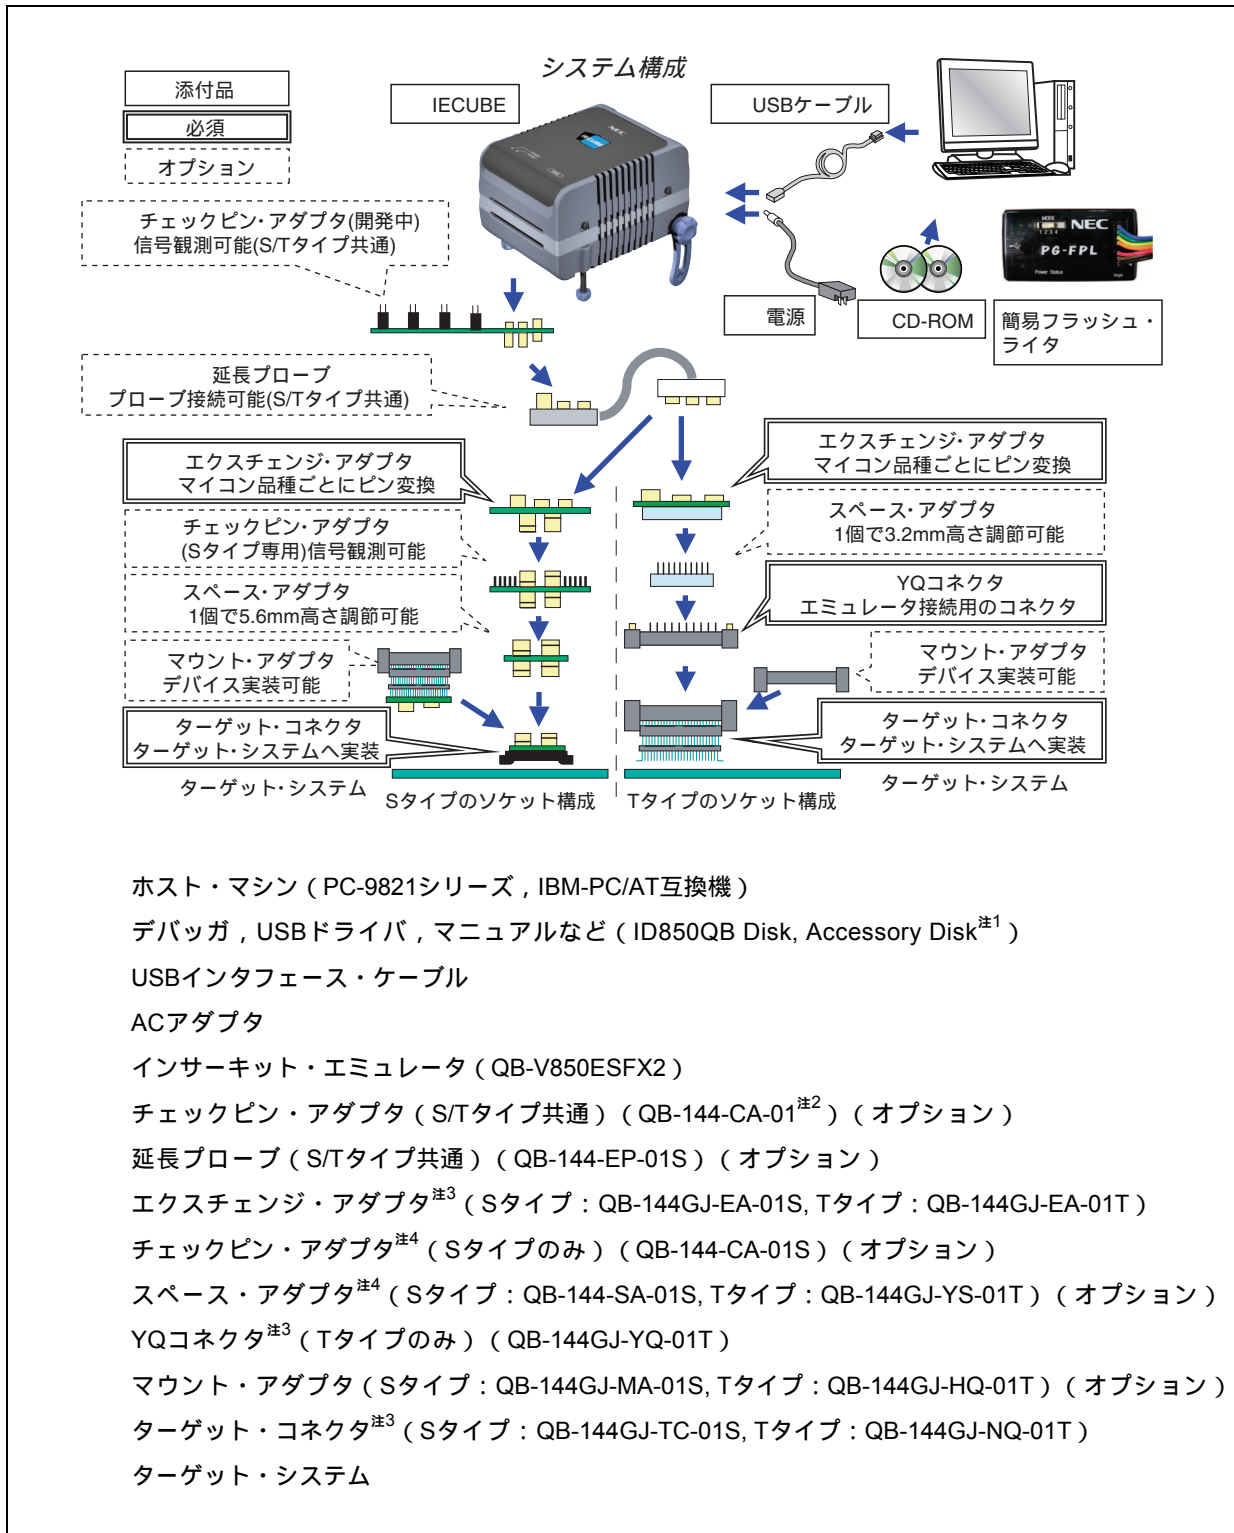 システム構成
添付品
必須
オプション
IECUBE
USBケーブル
NEC
チェックピン・アダプタ(開発中)
信号観測可能(S/Tタイプ共通)
MODE
1 2 3 4
NEC
PG-FPL
Power Status
Target
電源
CD-ROM
簡易フラッシュ・
ライタ
延長プローブ
プローブ接続可能(S/Tタイプ共通)
エクスチェンジ・アダプタ
マイコン品種ごとにピン変換
チェックピン・アダプタ
(Sタイプ専用)信号観測可能
スペース・アダプタ
1個で5.6mm高さ調節可能
マウント・アダプタ
デバイス実装可能
ターゲット・コネクタ
ターゲット・システムへ実装
ターゲット・システム
Sタイプのソケット構成
エクスチェンジ・アダプタ
マイコン品種ごとにピン変換
スペース・アダプタ
1個で3.2mm高さ調節可能
YQコネクタ
エミュレータ接続用のコネクタ
マウント・アダプタ
デバイス実装可能
ターゲット・コネクタ
ターゲット・システムへ実装
ターゲット・システム
Tタイプのソケット構成
ホスト・マシン（PC-9821シリーズ，IBM-PC/AT互換機）
デバッガ，USBドライバ，マニュアルなど（ID850QB Disk, Accessory Disk注1）
USBインタフェース・ケーブル
ACアダプタ
インサーキット・エミュレータ（QB-V850ESFX2）
チェックピン・アダプタ（S/Tタイプ共通）（QB-144-CA-01注2）（オプション）
延長プローブ（S/Tタイプ共通）（QB-144-EP-01S）（オプション）
エクスチェンジ・アダプタ注3（Sタイプ：QB-144GJ-EA-01S, Tタイプ：QB-144GJ-EA-01T）
チェックピン・アダプタ注4（Sタイプのみ）（QB-144-CA-01S）（オプション）
スペース・アダプタ注4（Sタイプ：QB-144-SA-01S, Tタイプ：QB-144GJ-YS-01T）（オプション）
YQコネクタ注3（Tタイプのみ）（QB-144GJ-YQ-01T）
マウント・アダプタ（Sタイプ：QB-144GJ-MA-01S, Tタイプ：QB-144GJ-HQ-01T）（オプション）
ターゲット・コネクタ注3（Sタイプ：QB-144GJ-TC-01S, Tタイプ：QB-144GJ-NQ-01T）
ターゲット・システム